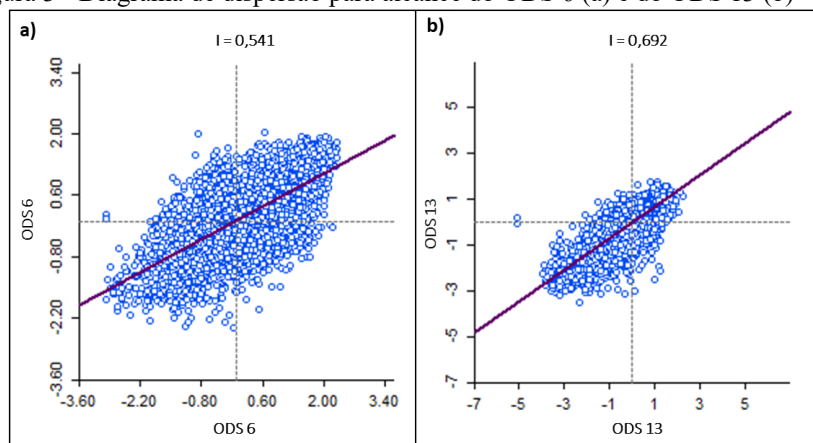 Diagrama de dispersão para alcance do ODS 6 (a) e do ODS 13
a)
I = 0,541
3.40
2.00
0.60
-0.80
-2.20
-3.60
ODS 6
-3.60 -2.20 -0.80 0.60 2.00 3.40
ODS 6
b)
I = 0,692
5
3
1
-1
-3
-5
-7
ODS 13
-7 -5 -3 -1 1 3 5
ODS 13